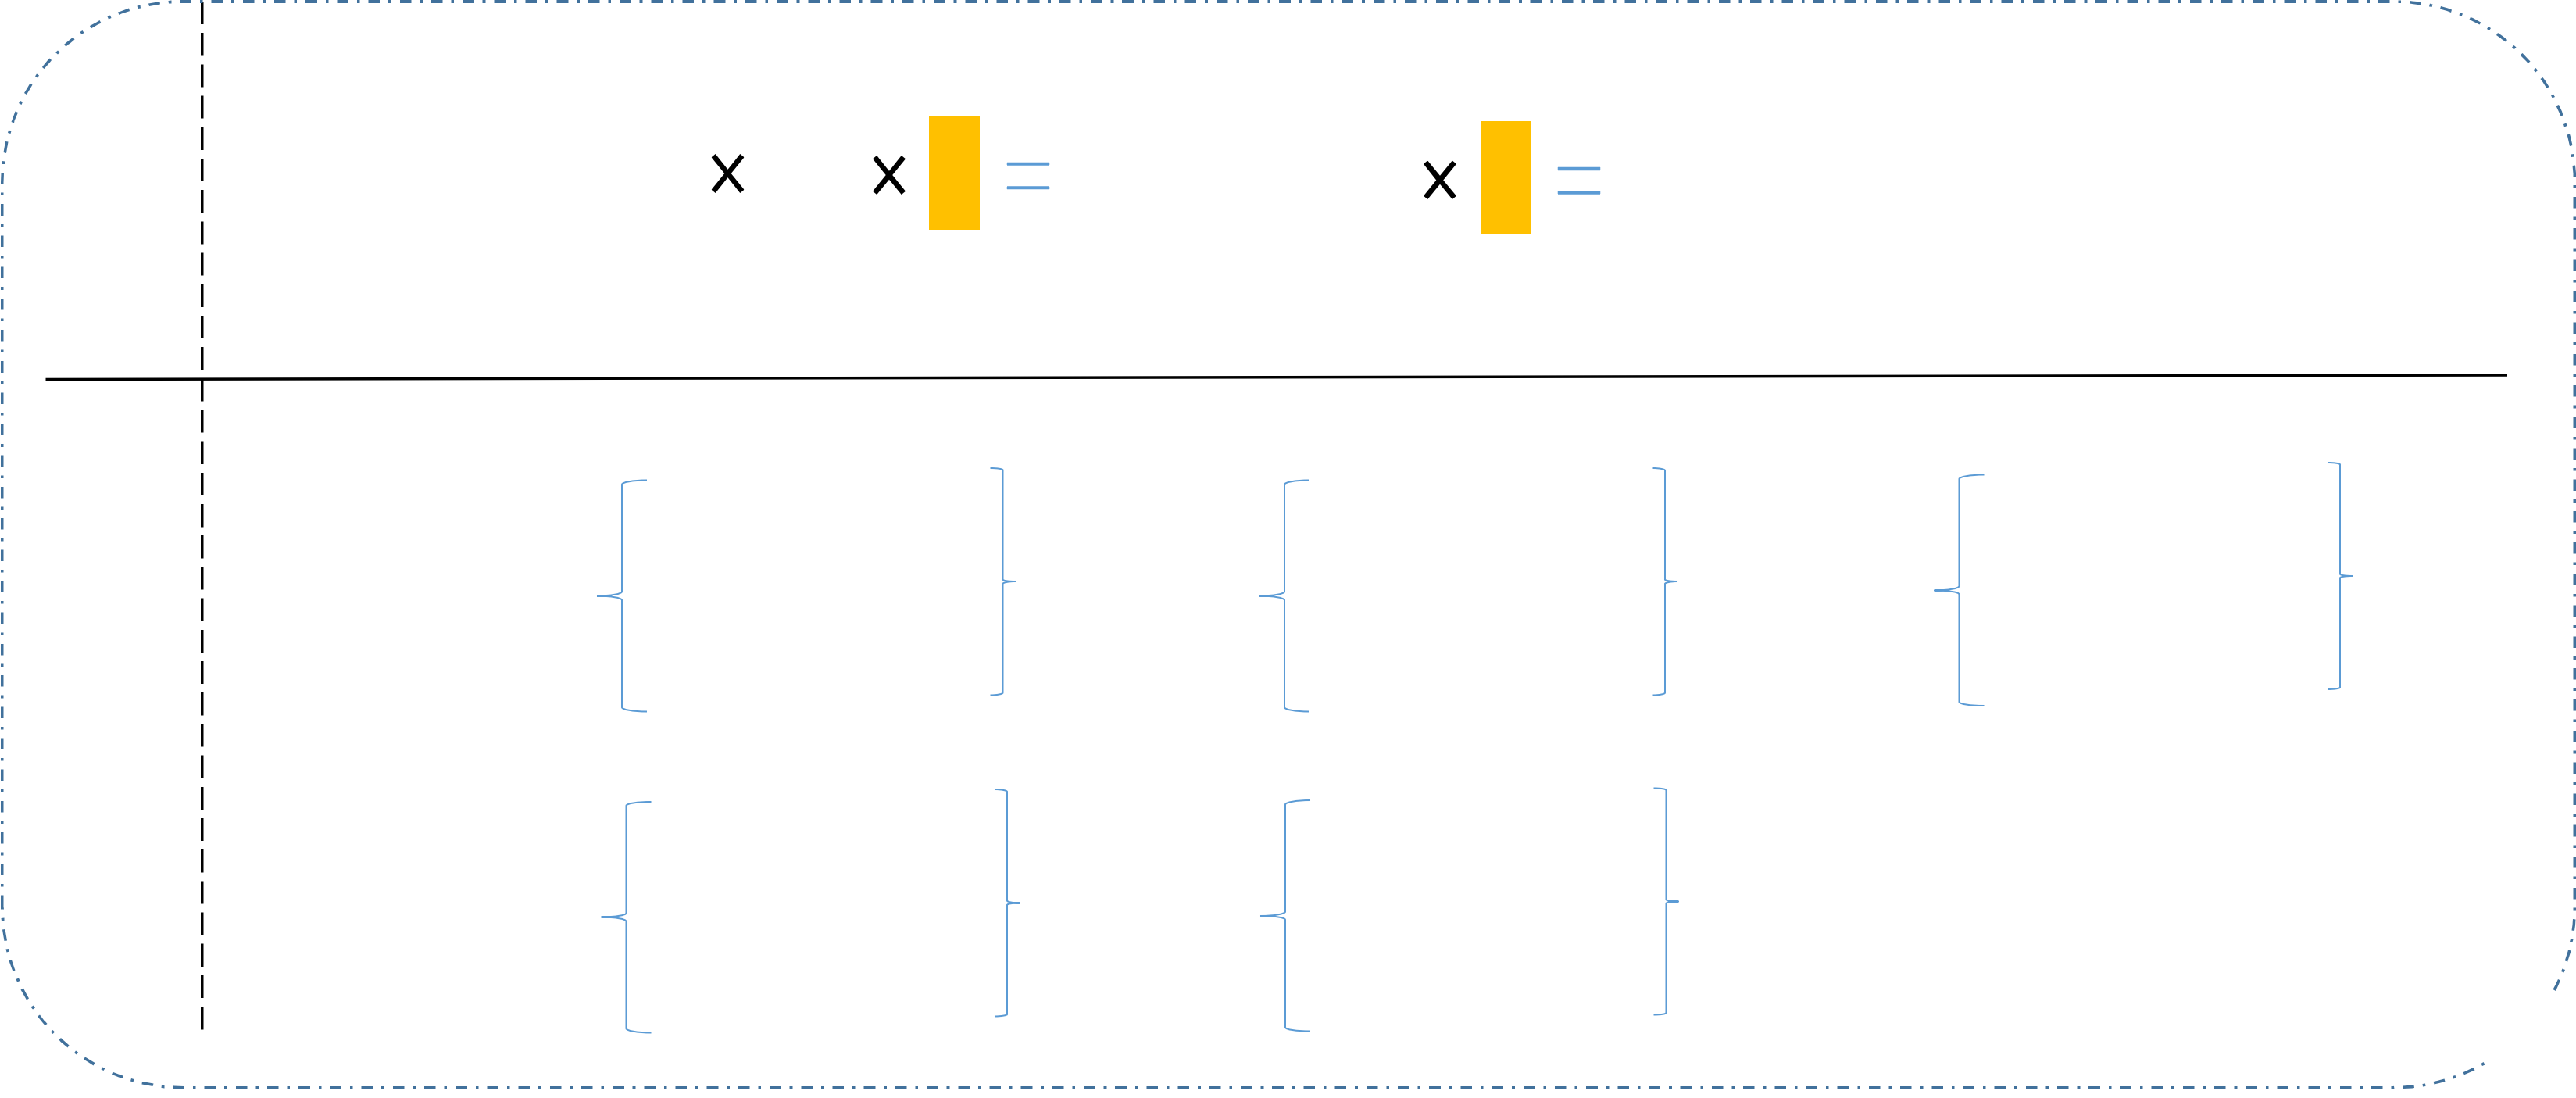 × × = × =